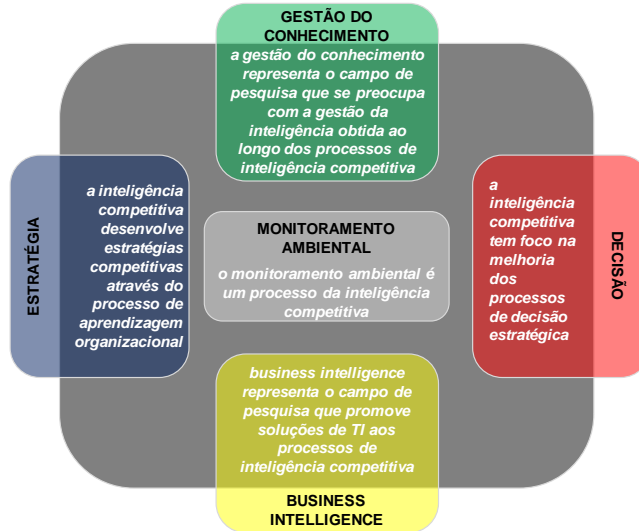 GESTÃO DO
CONHECIMENTO
a gestão do conhecimento
representa o campo de
pesquisa que se preocupa
com a gestão da
inteligência obtida ao
longo dos processos de
inteligência competitiva
ESTRATÉGIA
a inteligência
competitiva
desenvolve
estratégias
competitivas
através do
processo de
aprendizagem
organizacional
MONITORAMENTO
AMBIENTAL
o monitoramento ambiental é
um processo da inteligência
competitiva
a
inteligência
competitiva
tem foco na
melhoria
dos
processos
de decisão
estratégica
DECISÃO
business intelligence
representa o campo de
pesquisa que promove
soluções de TI aos
processos de
inteligência competitiva
BUSINESS
INTELLIGENCE